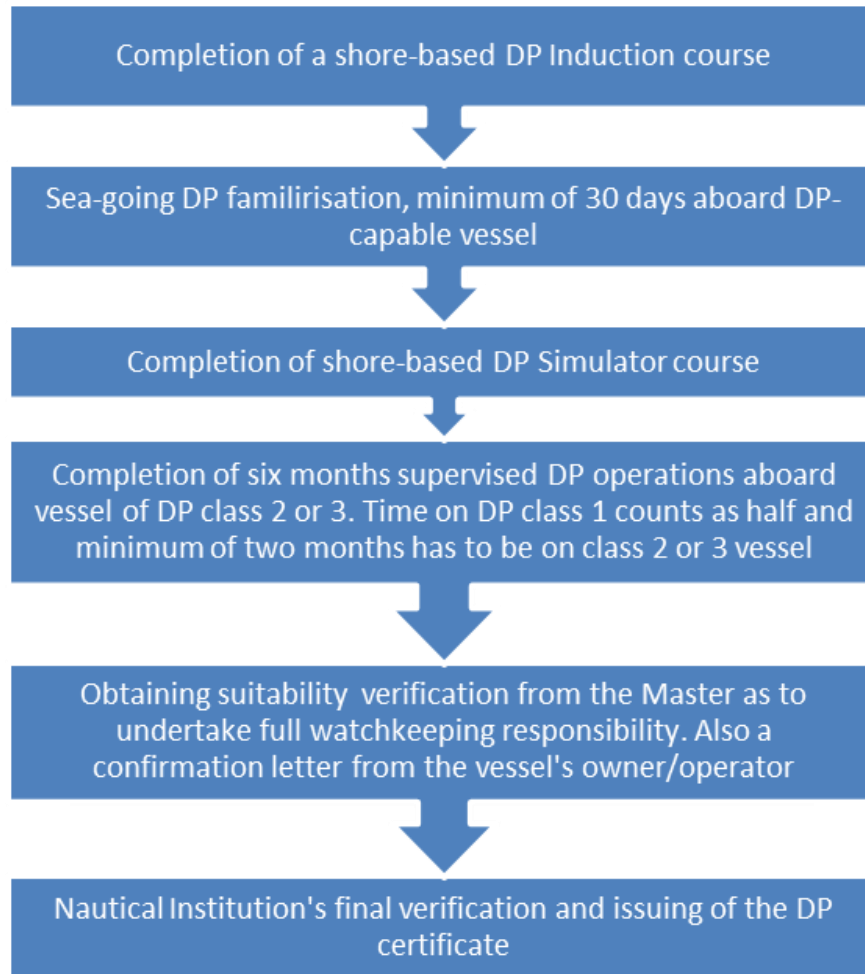 Completion of a shore-based DP Induction course
Sea-going DP familirisation, minimum of 30 days aboard DP-
capable vessel
Completion of shore-based DP Simulator course
Completion of six months supervised DP operations aboard
vessel of DP class 2 or 3. Time on DP class 1 counts as half and
minimum of two months has to be on class 2 or 3 vessel
Obtaining suitability verification from the Master as to
undertake full watchkeeping responsibility. Also a
confirmation letter from the vessel's owner/operator
Nautical Institution's final verification and issuing of the DP
certificate